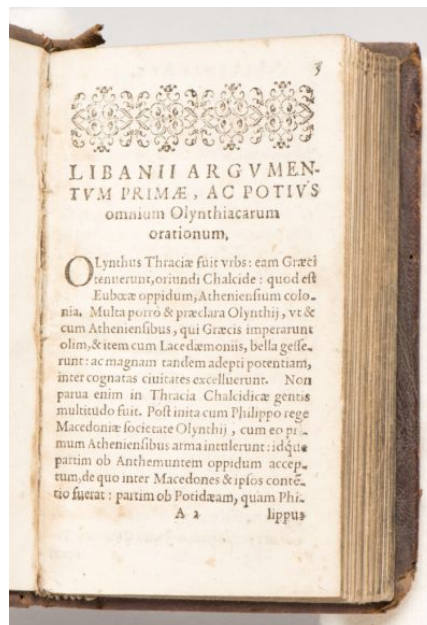 3
LIBANII ARGVMEN-
TVM PRIMÆ, AC POTIVS
omnium Olynthiacarum
orationum,
OLynthus Thraciæ fuit vrbs: eam Græci
tenuerunt, oriundi Chalcide: quod est
Eubœæ oppidum, Atheniensium colo-
nia. Multa porrò & præclara Olynthij, vt &
cum Atheniensibus, qui Græcis imperarunt
olim, & item cum Lacedæmoniis, bella gesse-
runt: ac magnam tandem adepti potentiam,
inter cognatas ciuitates excelluerunt. Non
parua enim in Thracia Chalcidicæ gentis
multitudo fuit. Post inita cum Philippo rege
Macedoniæ societate Olynthij, cum eo pri-
mum Atheniensibus arma intulerunt: idque
partim ob Anthemuntem oppidum accep-
tum, de quo inter Macedones & ipsos contẽ-
tio fuerat: partim ob Potidæam, quam Phi-
A 2 lippus